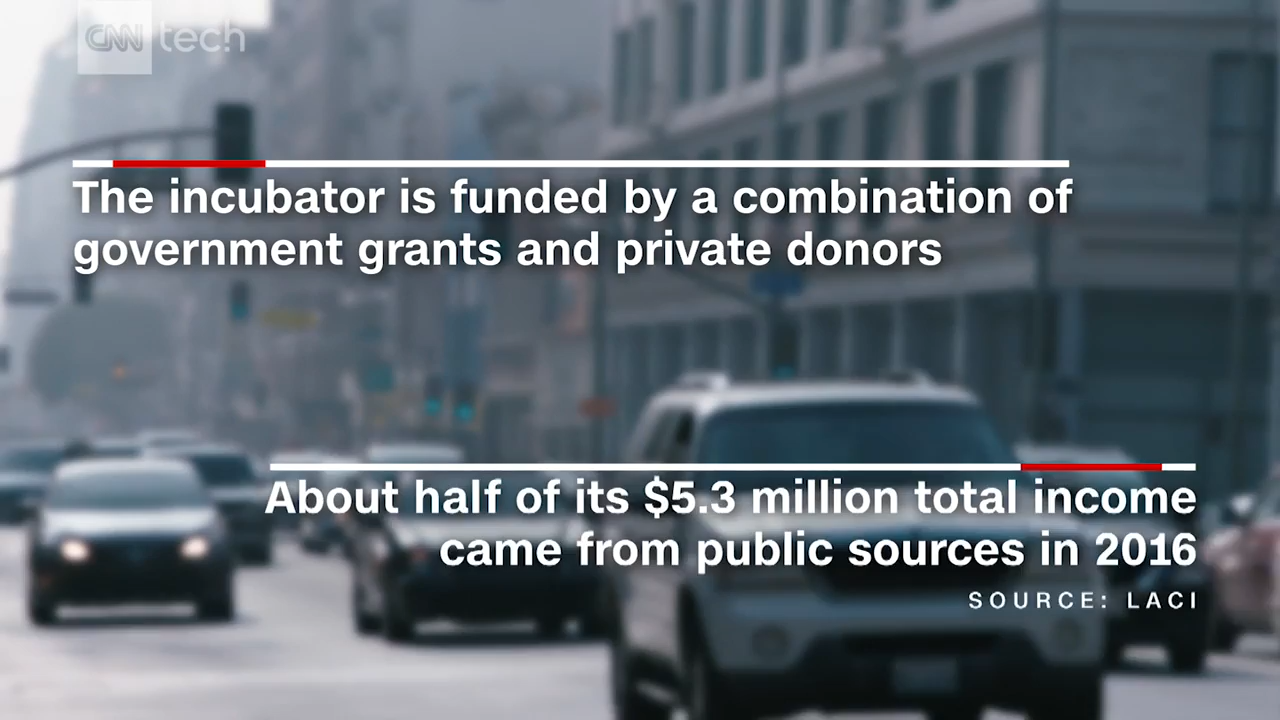 CNN tech
The incubator is funded by a combination of
government grants and private donors
About half of its $5.3 million total income
came from public sources in 2016
SOURCE: LACI